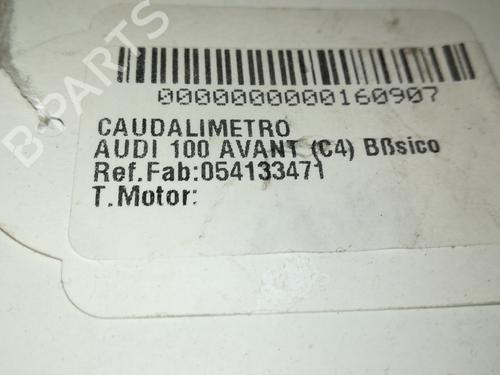 0000000000160907
CAUDALIMETRO
AUDI 100 AVANT (C4) Bßsico
Ref.Fab:054133471
T.Motor:
B-PARTS